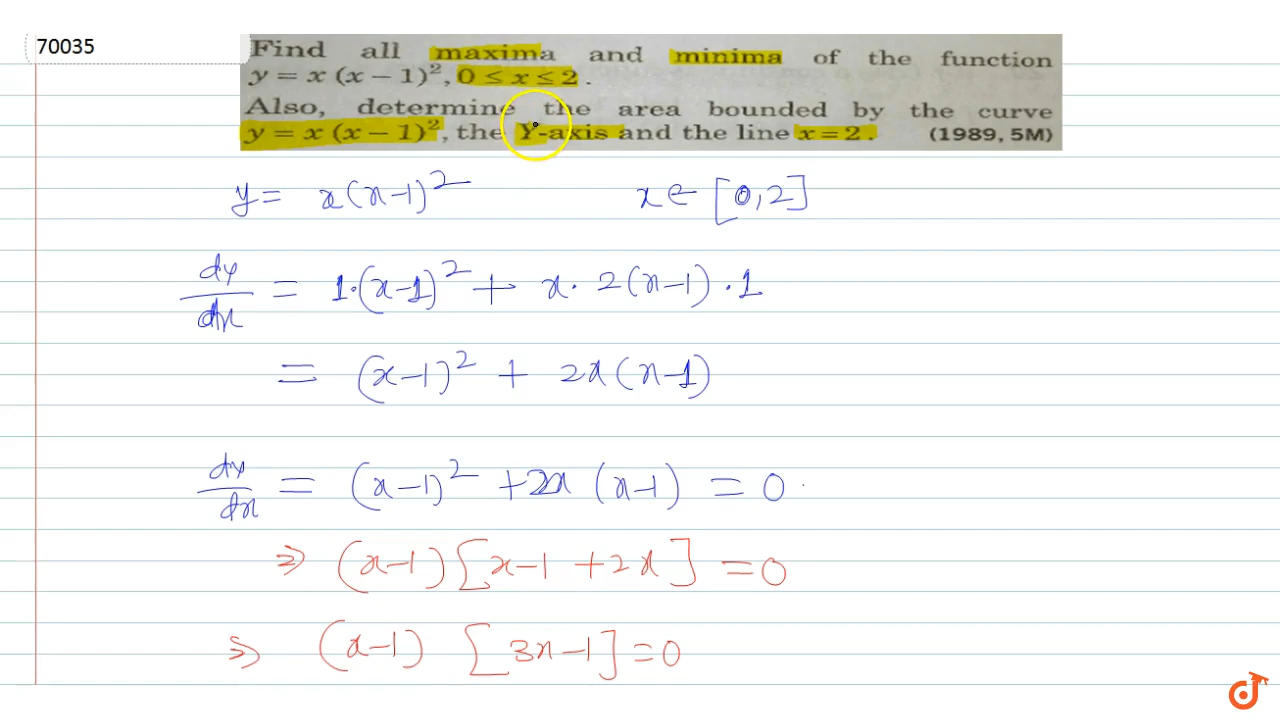 70035
Find all maxima and minima of the function
y = x (x − 1)², 0 ≤ x ≤ 2 .
Also, determine the area bounded by the curve
y = x (x − 1)², the Y-axis and the line x = 2 . (1989, 5M)
y = x(x-1)² x ∈ [0,2]
dy/dx = 1·(x-1)² + x· 2(x-1)·1
= (x-1)² + 2x(x-1)
dy/dx = (x-1)² + 2x (x-1) = 0
⇒ (x-1)[x-1 +2x] = 0
⇒ (x-1) [3x-1] = 0